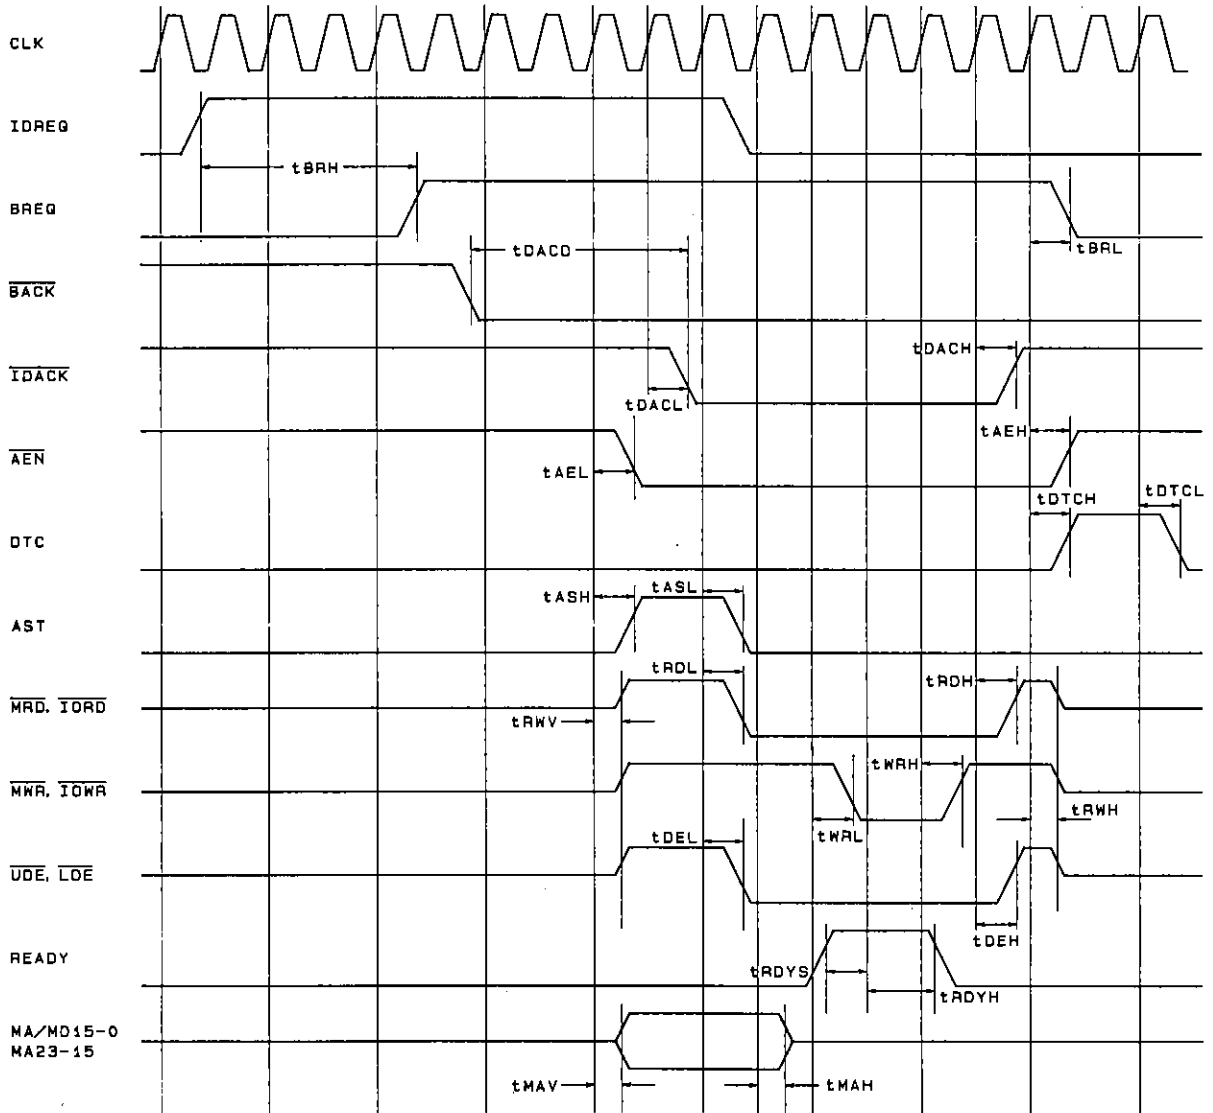 CLK
IDREQ
tBRH
BREQ
tDACD
tBRL
BACK
tDACH
IDACK
tDACL
tAEH
AEN
tAEL
tDTCL
tDTCH
DTC
tASH
tASL
AST
tRDL
tRDH
MRD, IORD
tRWV
tWRH
MWR, IOWR
tRWH
tDEL
tWRL
UDE, LDE
tDEH
READY
tRDYS
tRDYH
MA/MD15-0
MA23-15
tMAV
tMAH